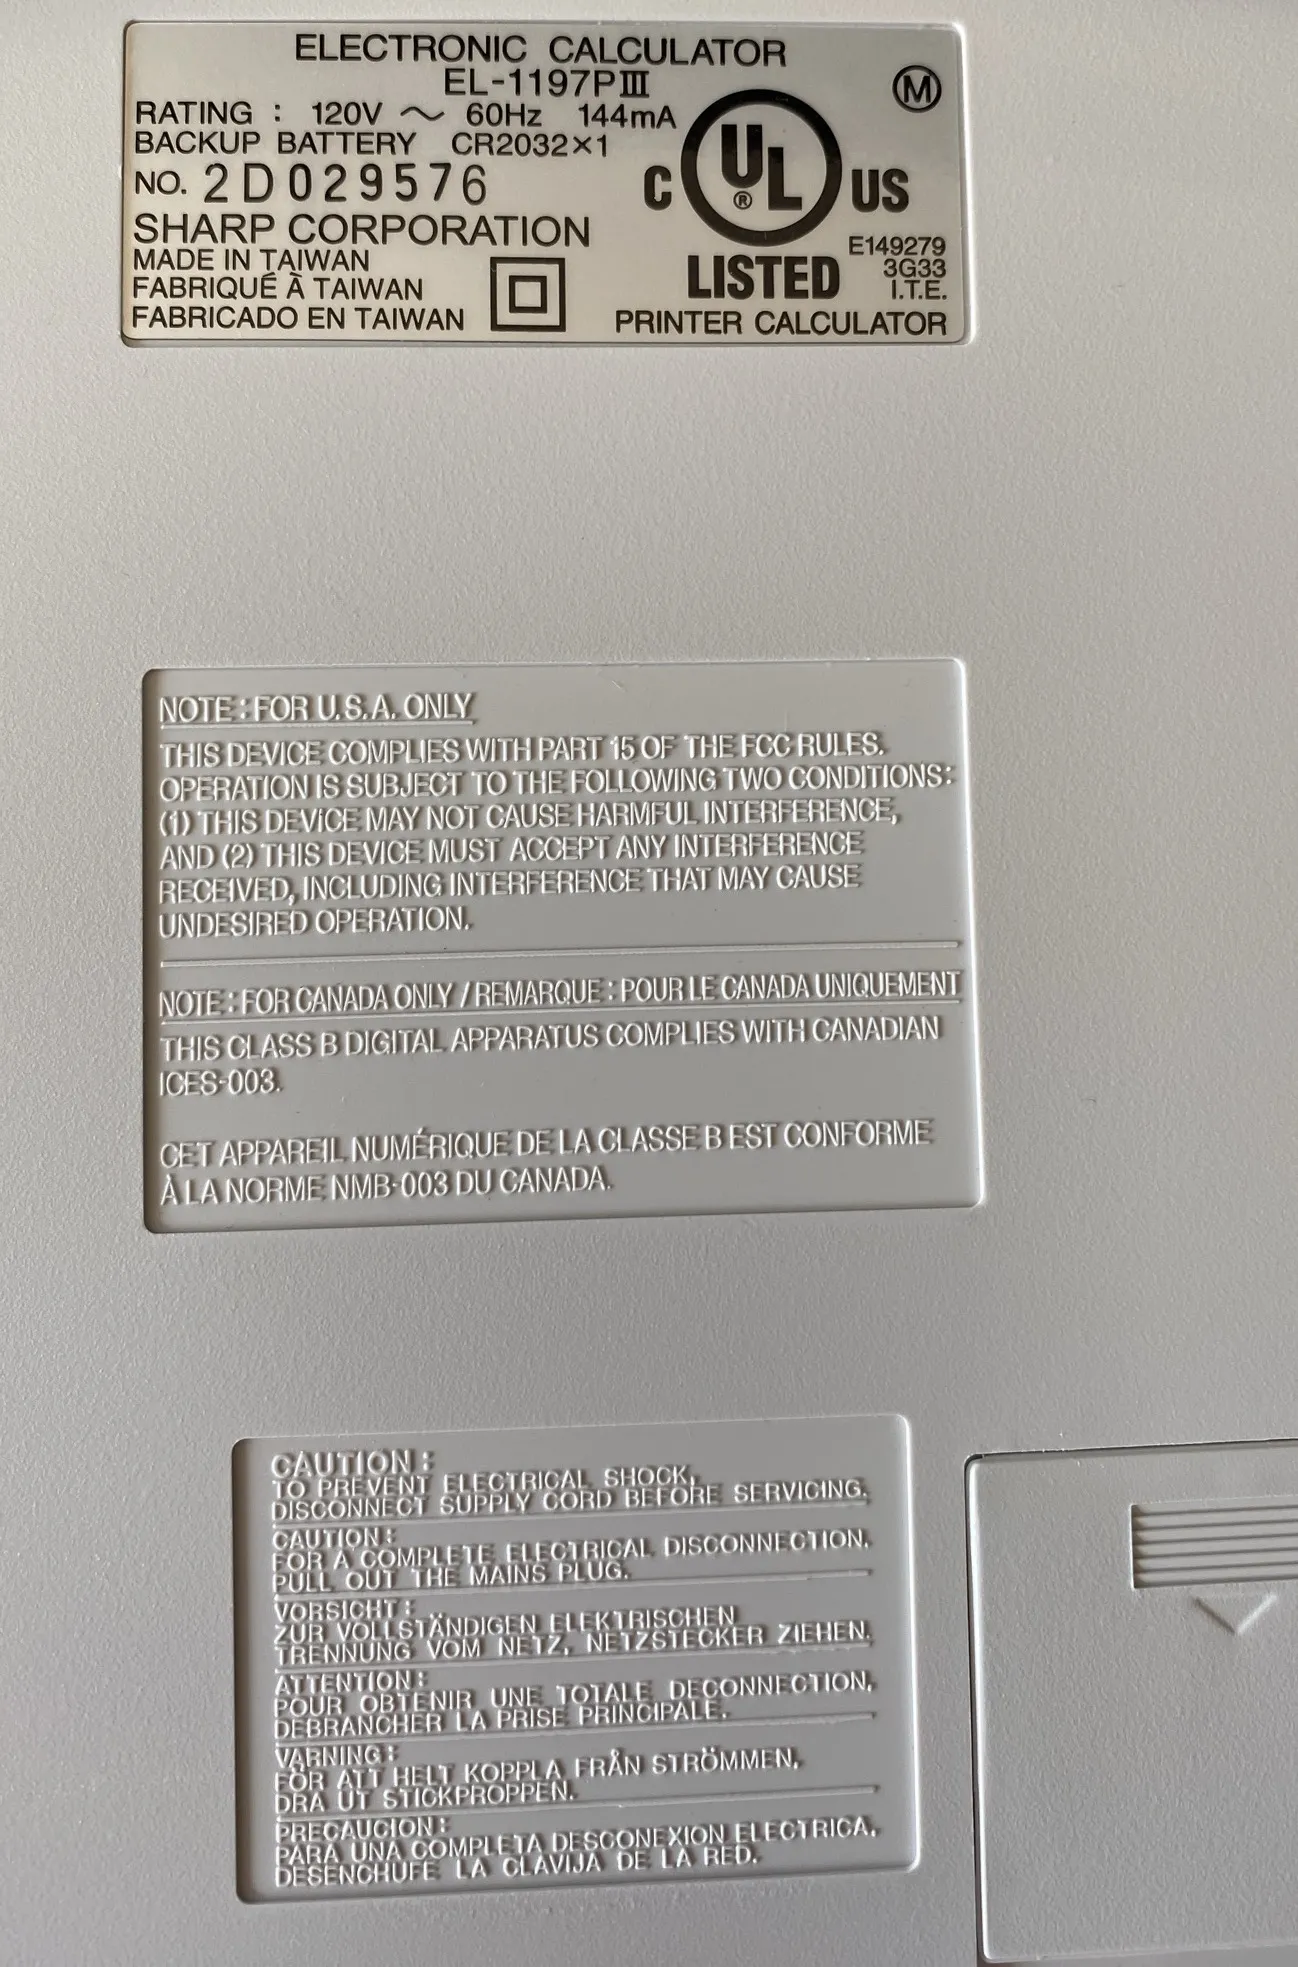 ELECTRONIC CALCULATOR
EL-1197PⅢ
M
RATING : 120V ~ 60Hz 144mA
BACKUP BATTERY CR2032×1
NO. 2D029576
C UL® US
SHARP CORPORATION
MADE IN TAIWAN
FABRIQUÉ À TAIWAN
FABRICADO EN TAIWAN
LISTED
E149279
3G33
I.T.E.
PRINTER CALCULATOR
NOTE : FOR U.S.A. ONLY
THIS DEVICE COMPLIES WITH PART 15 OF THE FCC RULES.
OPERATION IS SUBJECT TO THE FOLLOWING TWO CONDITIONS:
(1) THIS DEVICE MAY NOT CAUSE HARMFUL INTERFERENCE,
AND (2) THIS DEVICE MUST ACCEPT ANY INTERFERENCE
RECEIVED, INCLUDING INTERFERENCE THAT MAY CAUSE
UNDESIRED OPERATION.
NOTE : FOR CANADA ONLY / REMARQUE : POUR LE CANADA UNIQUEMENT
THIS CLASS B DIGITAL APPARATUS COMPLIES WITH CANADIAN
ICES-003.
CET APPAREIL NUMÉRIQUE DE LA CLASSE B EST CONFORME
À LA NORME NMB-003 DU CANADA.
CAUTION :
TO PREVENT ELECTRICAL SHOCK,
DISCONNECT SUPPLY CORD BEFORE SERVICING.
CAUTION :
FOR A COMPLETE ELECTRICAL DISCONNECTION,
PULL OUT THE MAINS PLUG.
VORSICHT :
ZUR VOLLSTÄNDIGEN ELEKTRISCHEN
TRENNUNG VOM NETZ, NETZSTECKER ZIEHEN.
ATTENTION :
POUR OBTENIR UNE TOTALE DECONNECTION,
DEBRANCHER LA PRISE PRINCIPALE.
VARNING :
FÖR ATT HELT KOPPLA FRÅN STRÖMMEN,
DRA UT STICKPROPPEN.
PRECAUCION :
PARA UNA COMPLETA DESCONEXION ELECTRICA,
DESENCHUFE LA CLAVIJA DE LA RED.